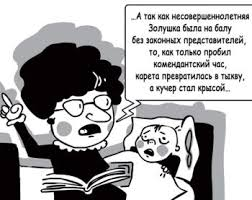 ...А так как несовершеннолетняя
Золушка была на балу
без законных представителей,
то, как только пробил
комендантский час,
карета превратилась в тыкву,
а кучер стал крысой...